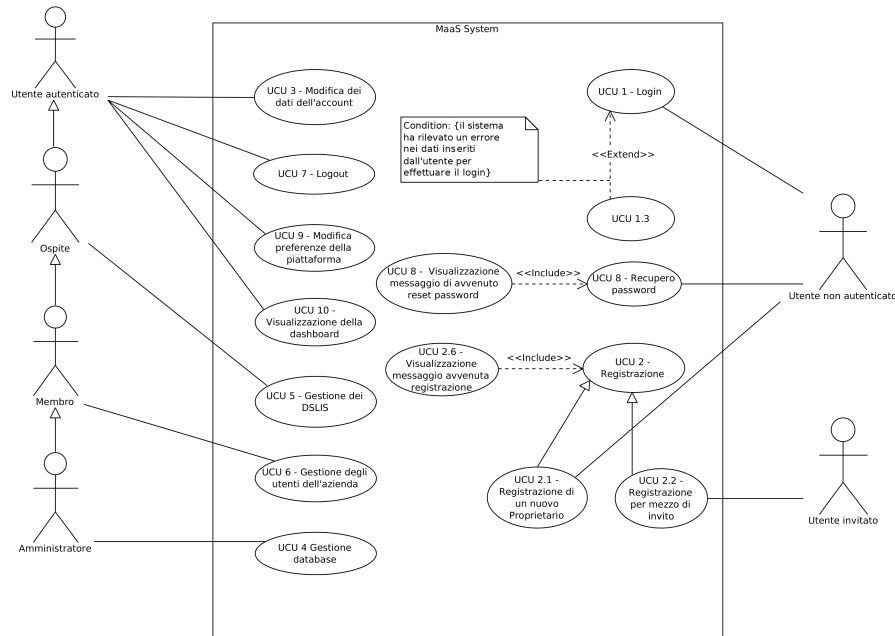 MaaS System
Utente autenticato
Ospite
Membro
Amministratore
UCU 3 - Modifica dei
dati dell'account
UCU 7 - Logout
UCU 9 - Modifica
preferenze della
piattaforma
UCU 10 -
Visualizzazione della
dashboard
UCU 5 - Gestione dei
DSLIS
UCU 6 - Gestione degli
utenti dell'azienda
UCU 4 Gestione
database
Condition: {il sistema
ha rilevato un errore
nei dati inseriti
dall'utente per
effettuare il login}
UCU 1 - Login
<<Extend>>
UCU 1.3
UCU 8 - Visualizzazione
messaggio di avvenuto
reset password
<<Include>>
UCU 8 - Recupero
password
UCU 2.6 -
Visualizzazione
messaggio avvenuta
registrazione
<<Include>>
UCU 2 -
Registrazione
UCU 2.1 -
Registrazione di
un nuovo
Proprietario
UCU 2.2 -
Registrazione
per mezzo di
invito
Utente non autenticato
Utente invitato